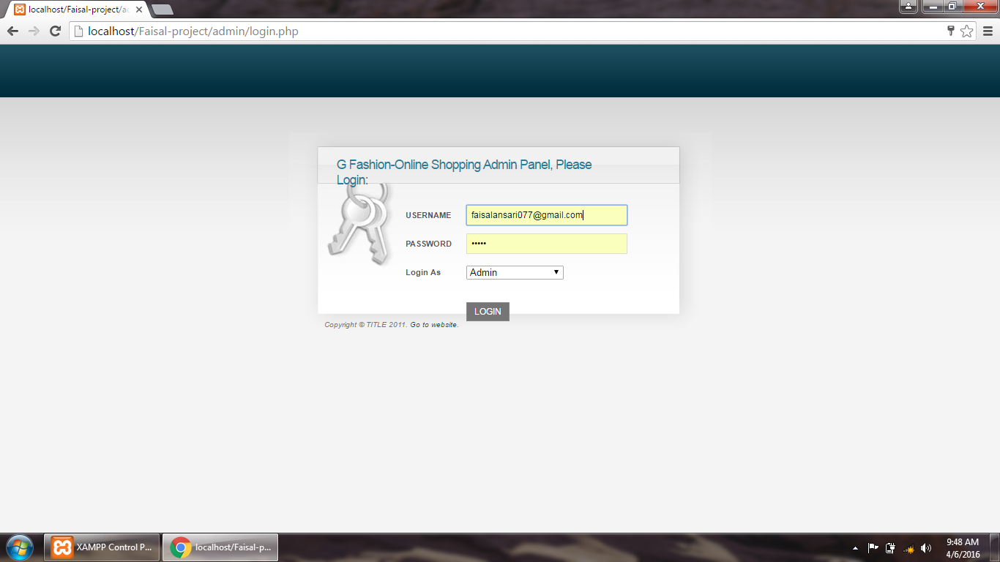 localhost/Faisal-project/ad
localhost/Faisal-project/admin/login.php
G Fashion-Online Shopping Admin Panel, Please
Login:
USERNAME faisalansari077@gmail.com
PASSWORD •••••
Login As Admin
LOGIN
Copyright © TITLE 2011. Go to website.
XAMPP Control P... localhost/Faisal-p... 9:48 AM
4/6/2016